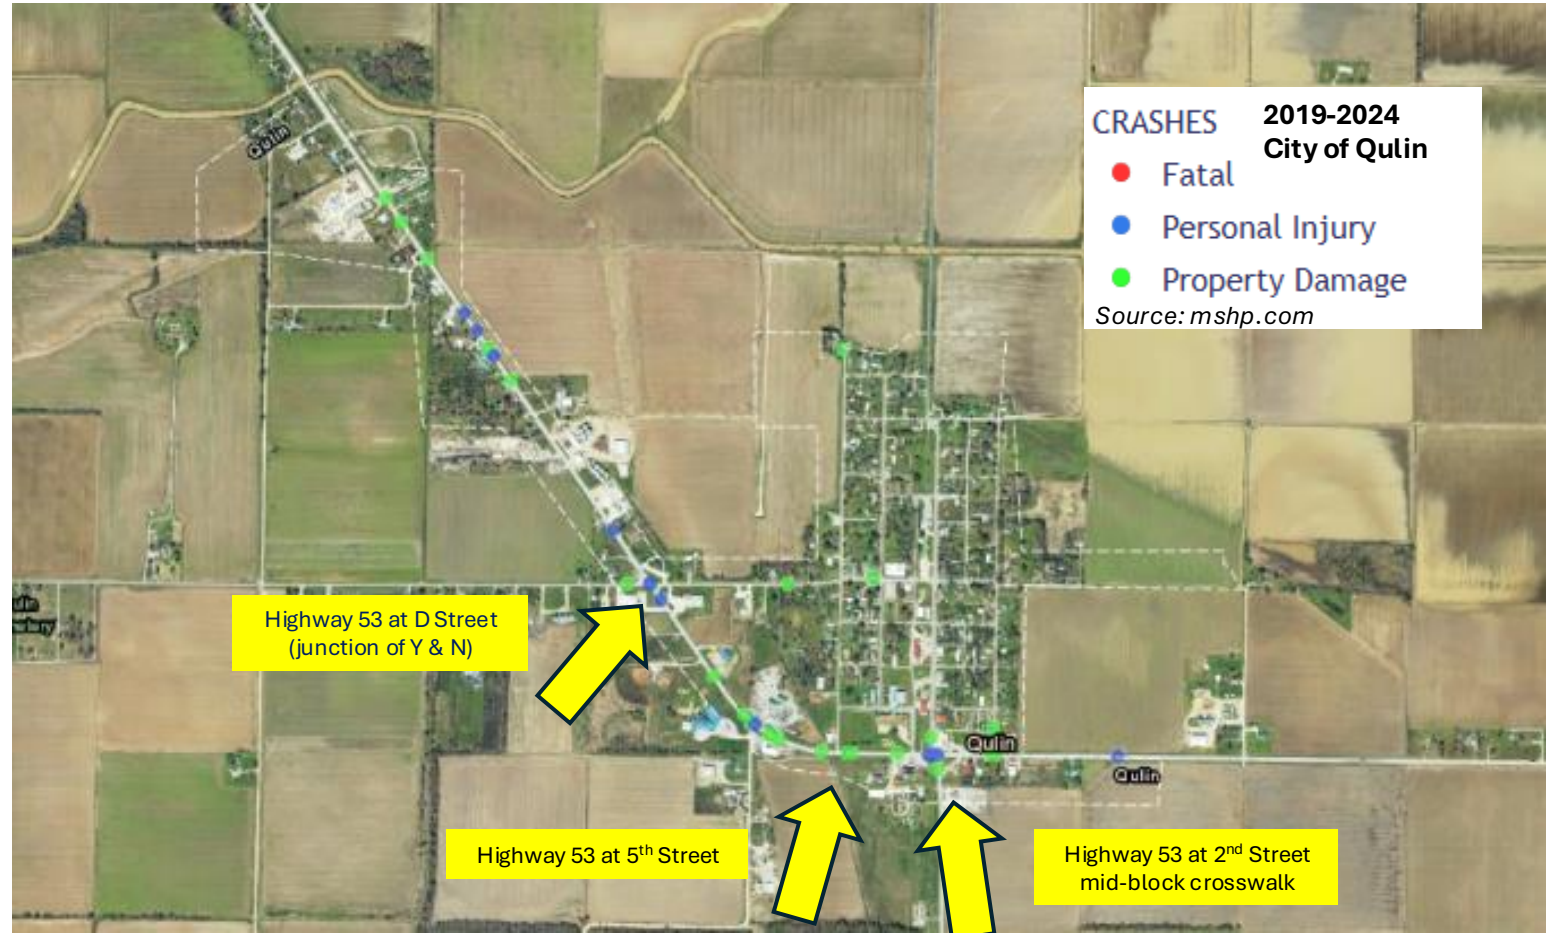 Qulin
CRASHES
2019-2024
City of Qulin
Fatal
Personal Injury
Property Damage
Source: mshp.com
Highway 53 at D Street
(junction of Y & N)
Qulin
Qulin
Highway 53 at 5th Street
Highway 53 at 2nd Street
mid-block crosswalk